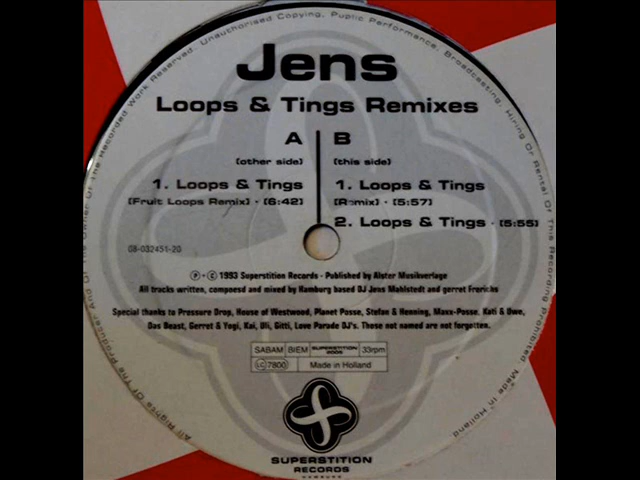 All Rights Of The Producer And Of The Owner Of The Recorded Work Reserved. Unauthorised Copying, Public Performance, Broadcasting, Hiring Or Rental Of This Recording Prohibited. Made in Holland.
Jens
Loops & Tings Remixes
A B
(other side) (this side)
1. Loops & Tings 1. Loops & Tings
(Fruit Loops Remix) - (6:42) (Remix) - (5:57)
2. Loops & Tings - (5:55)
08-032451-20
P + C 1993 Superstition Records - Published by Alster Musikverlage
All tracks written, compoesd and mixed by Hamburg based DJ Jens Mahlstedt and gerret Frerichs
Special thanks to Pressure Drop, House of Westwood, Planet Posse, Stefan & Henning, Maxx-Posse, Kati & Uwe,
Das Beast, Gerret & Yogi, Kai, Uli, Gitti, Love Parade DJ's. Those not named are not forgotten.
SABAM BIEM SUPERSTITION 2005 33rpm
LC 7800 Made in Holland
SUPERSTITION
RECORDS
HAMBURG